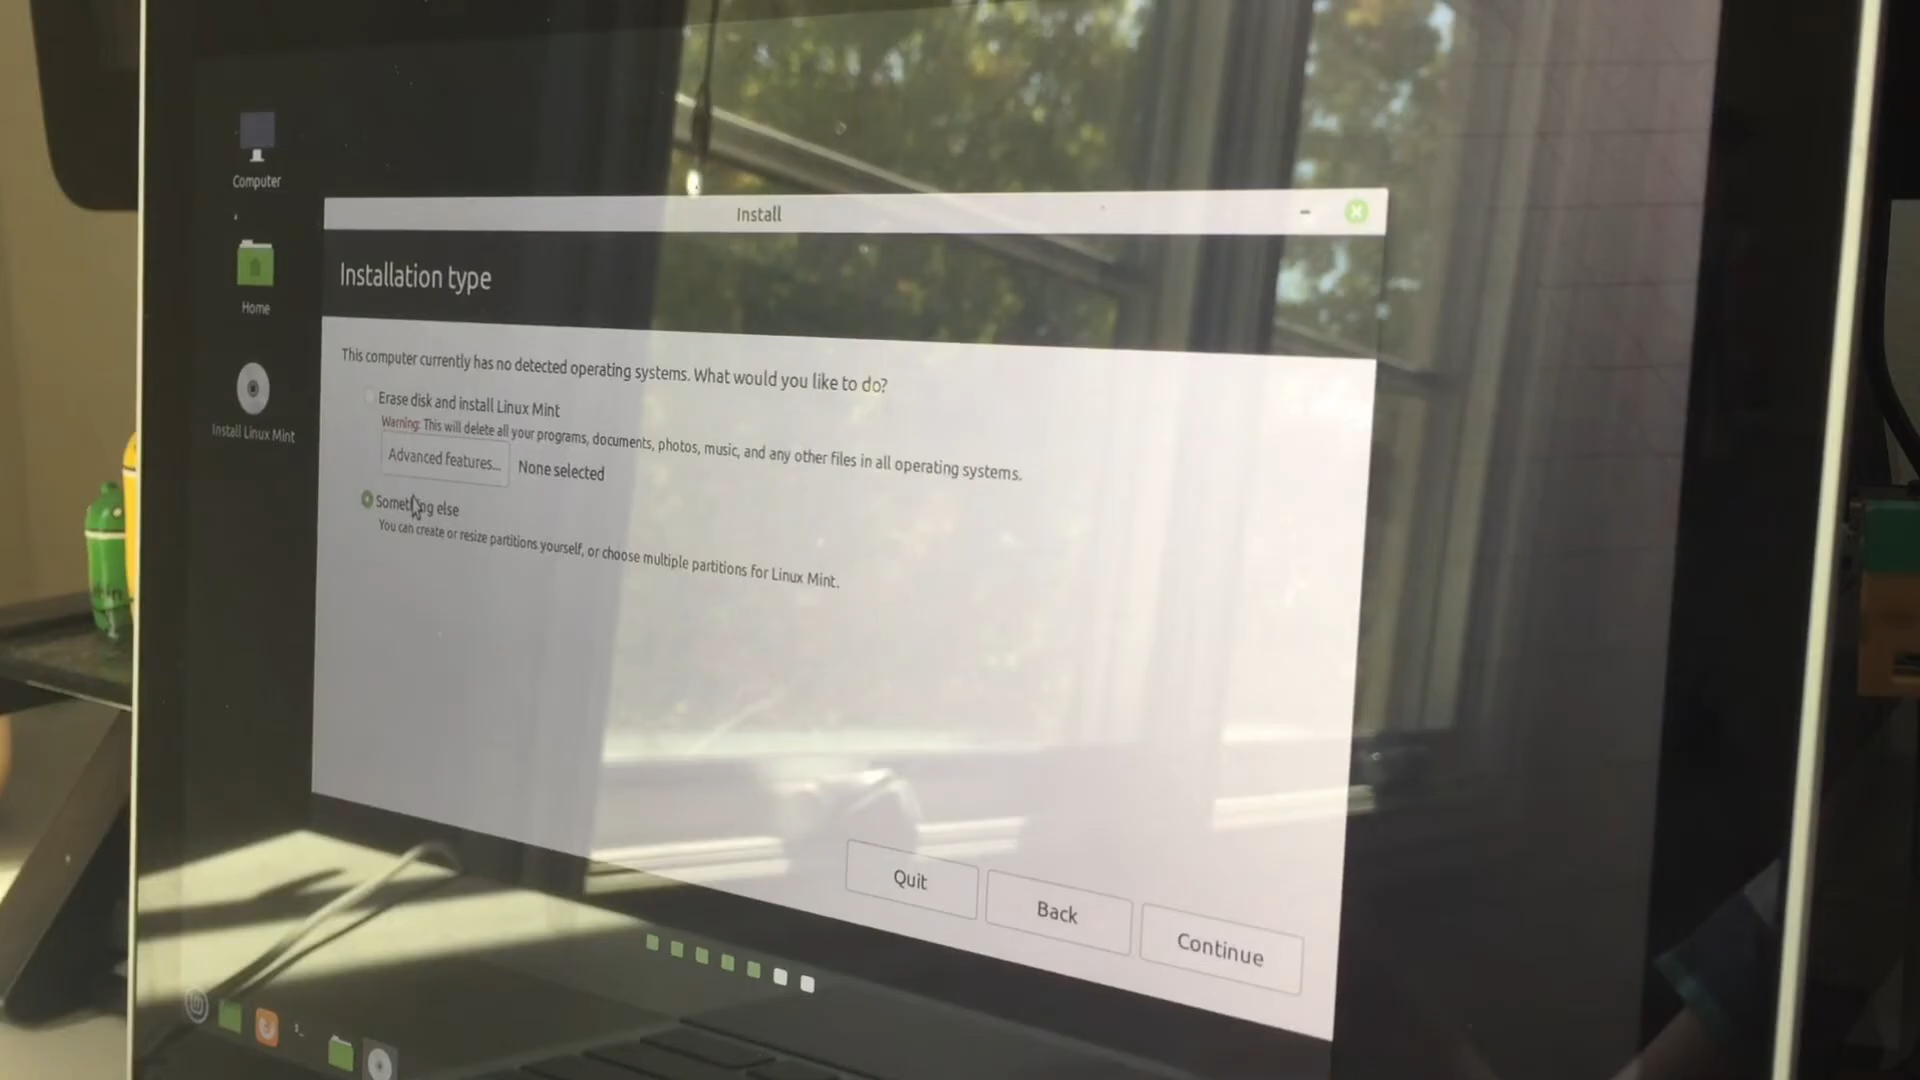 Computer
Home
Install Linux Mint
Install
Installation type
This computer currently has no detected operating systems. What would you like to do?
Erase disk and install Linux Mint
Warning: This will delete all your programs, documents, photos, music, and any other files in all operating systems.
Advanced features... None selected
Something else
You can create or resize partitions yourself, or choose multiple partitions for Linux Mint.
Quit
Back
Continue